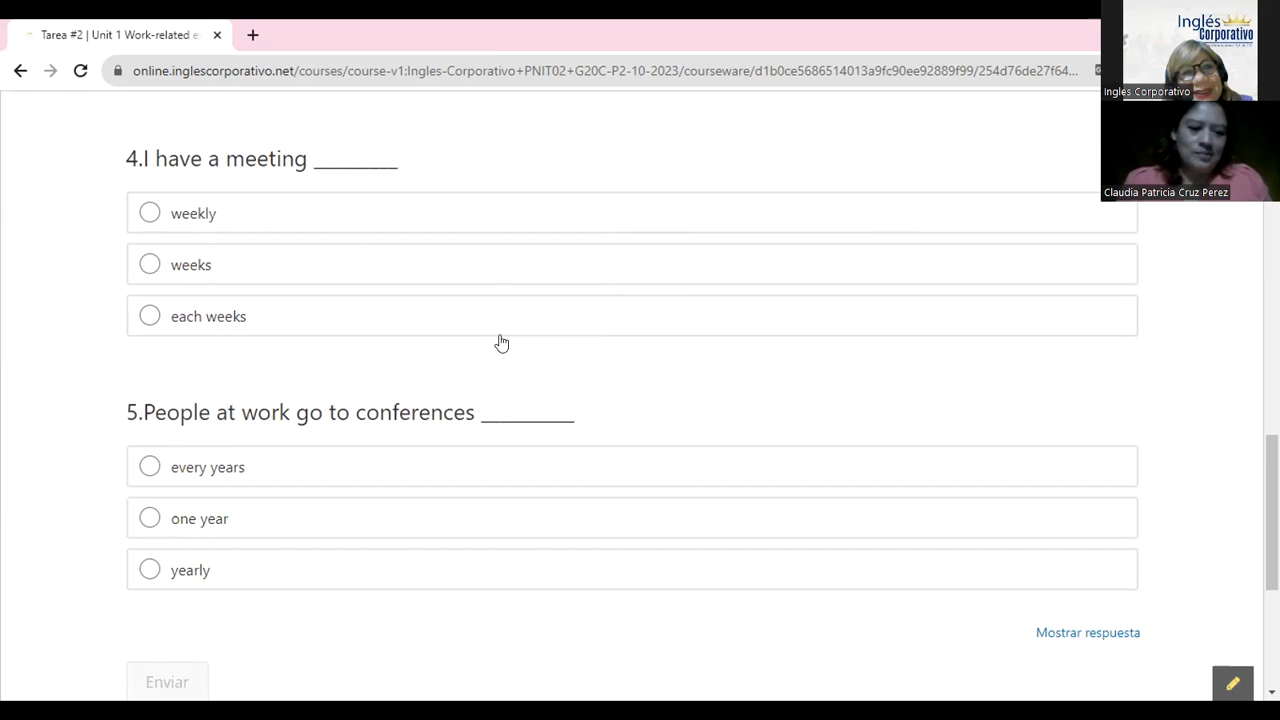 Tarea #2 | Unit 1 Work-related e
online.inglescorporativo.net/courses/course-v1:Ingles-Corporativo+PNIT02+G20C-P2-10-2023/courseware/d1b0ce5686514013a9fc90ee92889f99/254d76de27f64...
Inglés
Corporativo
Ingles Corporativo
Claudia Patricia Cruz Perez
4.I have a meeting _________
weekly
weeks
each weeks
5.People at work go to conferences __________
every years
one year
yearly
Mostrar respuesta
Enviar